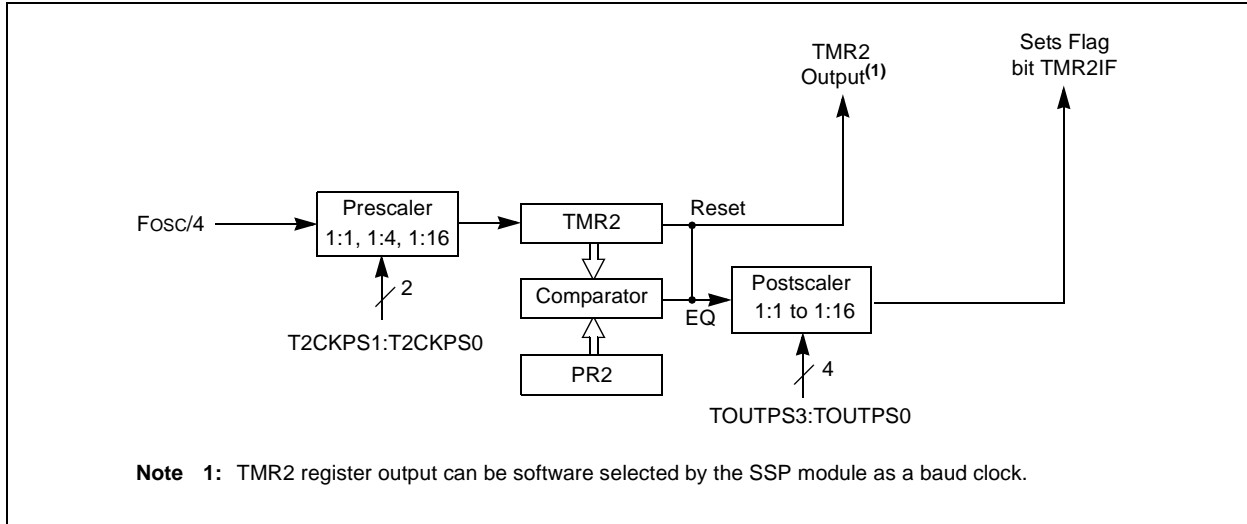 TMR2
Output(1)
Sets Flag
bit TMR2IF
Reset
FOSC/4
Prescaler
1:1, 1:4, 1:16
TMR2
2
Comparator
EQ
Postscaler
1:1 to 1:16
T2CKPS1:T2CKPS0
PR2
4
TOUTPS3:TOUTPS0
Note 1: TMR2 register output can be software selected by the SSP module as a baud clock.